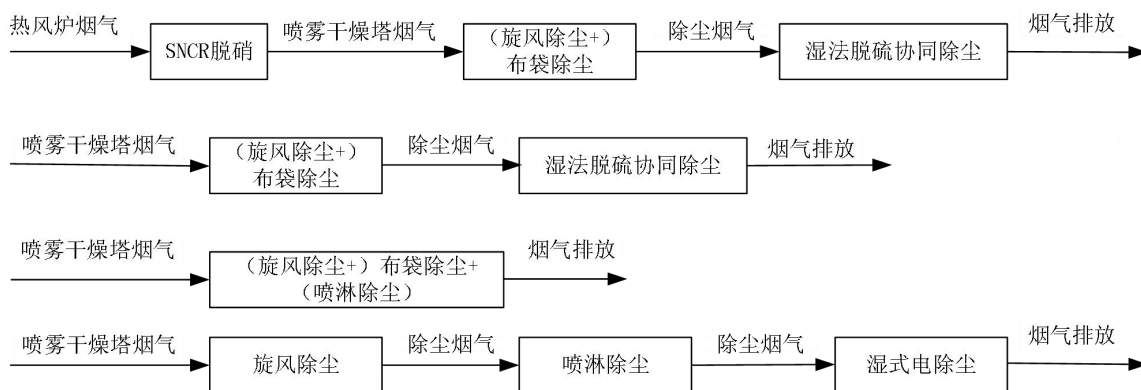 热风炉烟气
SNCR脱硝
喷雾干燥塔烟气
（旋风除尘+）
布袋除尘
除尘烟气
湿法脱硫协同除尘
烟气排放
喷雾干燥塔烟气
（旋风除尘+）
布袋除尘
除尘烟气
湿法脱硫协同除尘
烟气排放
喷雾干燥塔烟气
（旋风除尘+）布袋除尘+
（喷淋除尘）
烟气排放
喷雾干燥塔烟气
旋风除尘
除尘烟气
喷淋除尘
除尘烟气
湿式电除尘
烟气排放